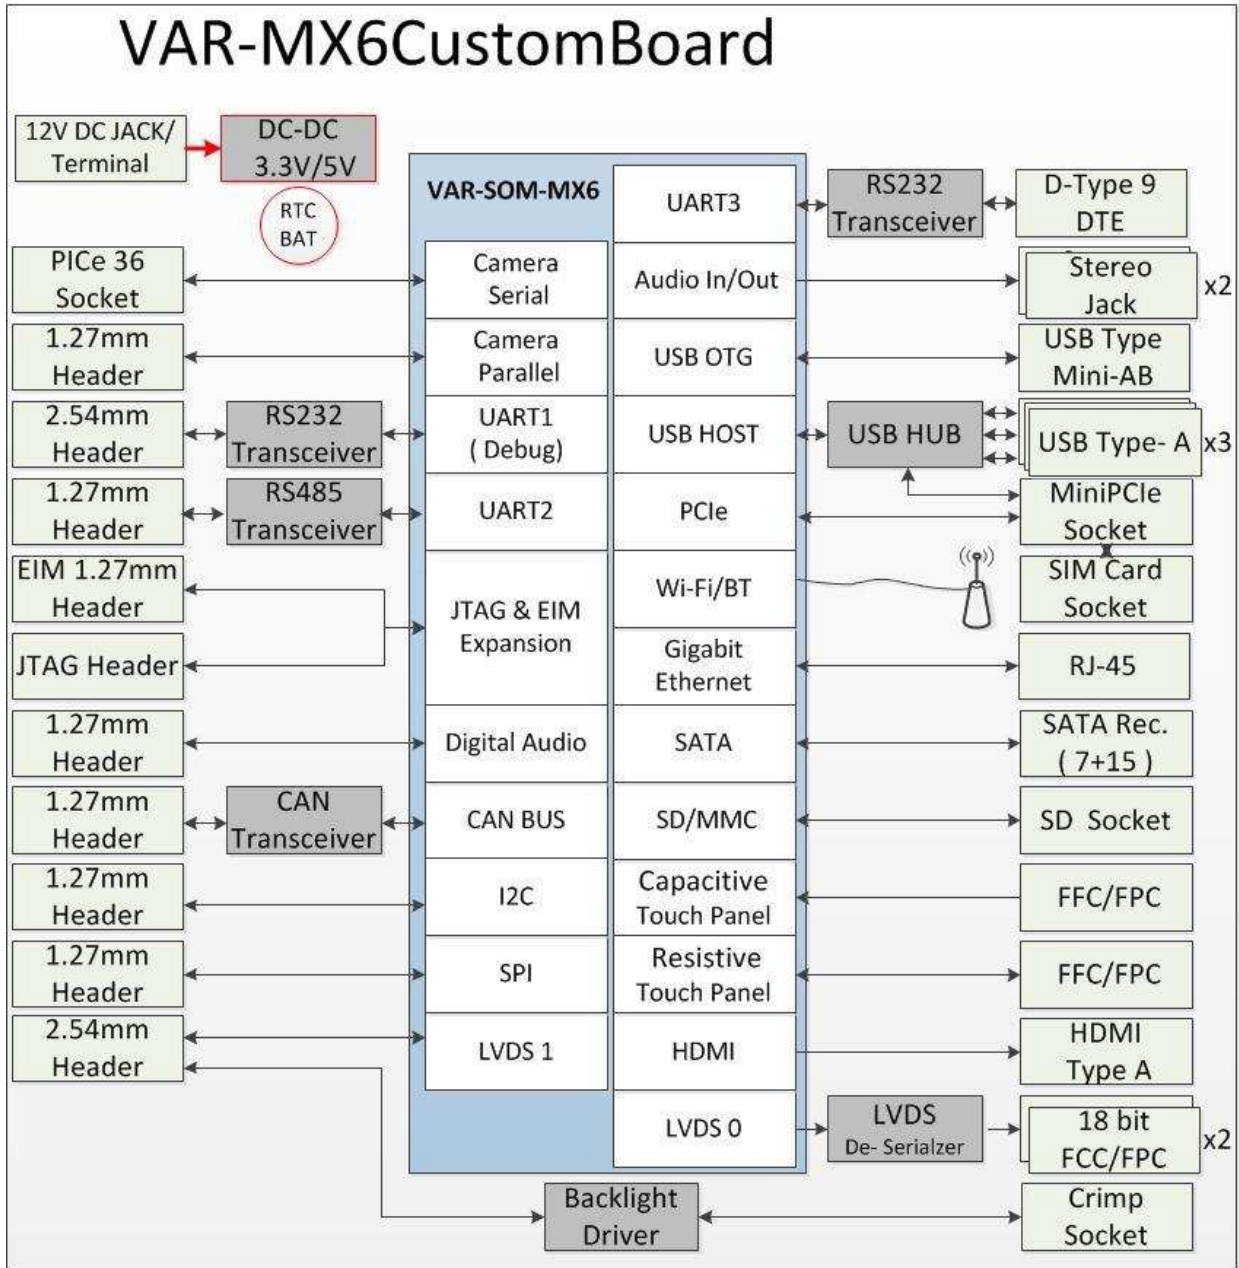 VAR-MX6CustomBoard
12V DC JACK/
Terminal
DC-DC
3.3V/5V
RTC
BAT
VAR-SOM-MX6
UART3
RS232
Transceiver
D-Type 9
DTE
PICe 36
Socket
Camera
Serial
Audio In/Out
Stereo
Jack
x2
1.27mm
Header
Camera
Parallel
USB OTG
USB Type
Mini-AB
2.54mm
Header
RS232
Transceiver
UART1
( Debug)
USB HOST
USB HUB
USB Type- A
x3
1.27mm
Header
RS485
Transceiver
UART2
PCIe
MiniPCIe
Socket
EIM 1.27mm
Header
JTAG & EIM
Expansion
Wi-Fi/BT
SIM Card
Socket
JTAG Header
Gigabit
Ethernet
RJ-45
1.27mm
Header
Digital Audio
SATA
SATA Rec.
( 7+15 )
1.27mm
Header
CAN
Transceiver
CAN BUS
SD/MMC
SD Socket
1.27mm
Header
I2C
Capacitive
Touch Panel
FFC/FPC
1.27mm
Header
SPI
Resistive
Touch Panel
FFC/FPC
2.54mm
Header
LVDS 1
HDMI
HDMI
Type A
LVDS 0
LVDS
De- Serialzer
18 bit
FCC/FPC
x2
Backlight
Driver
Crimp
Socket